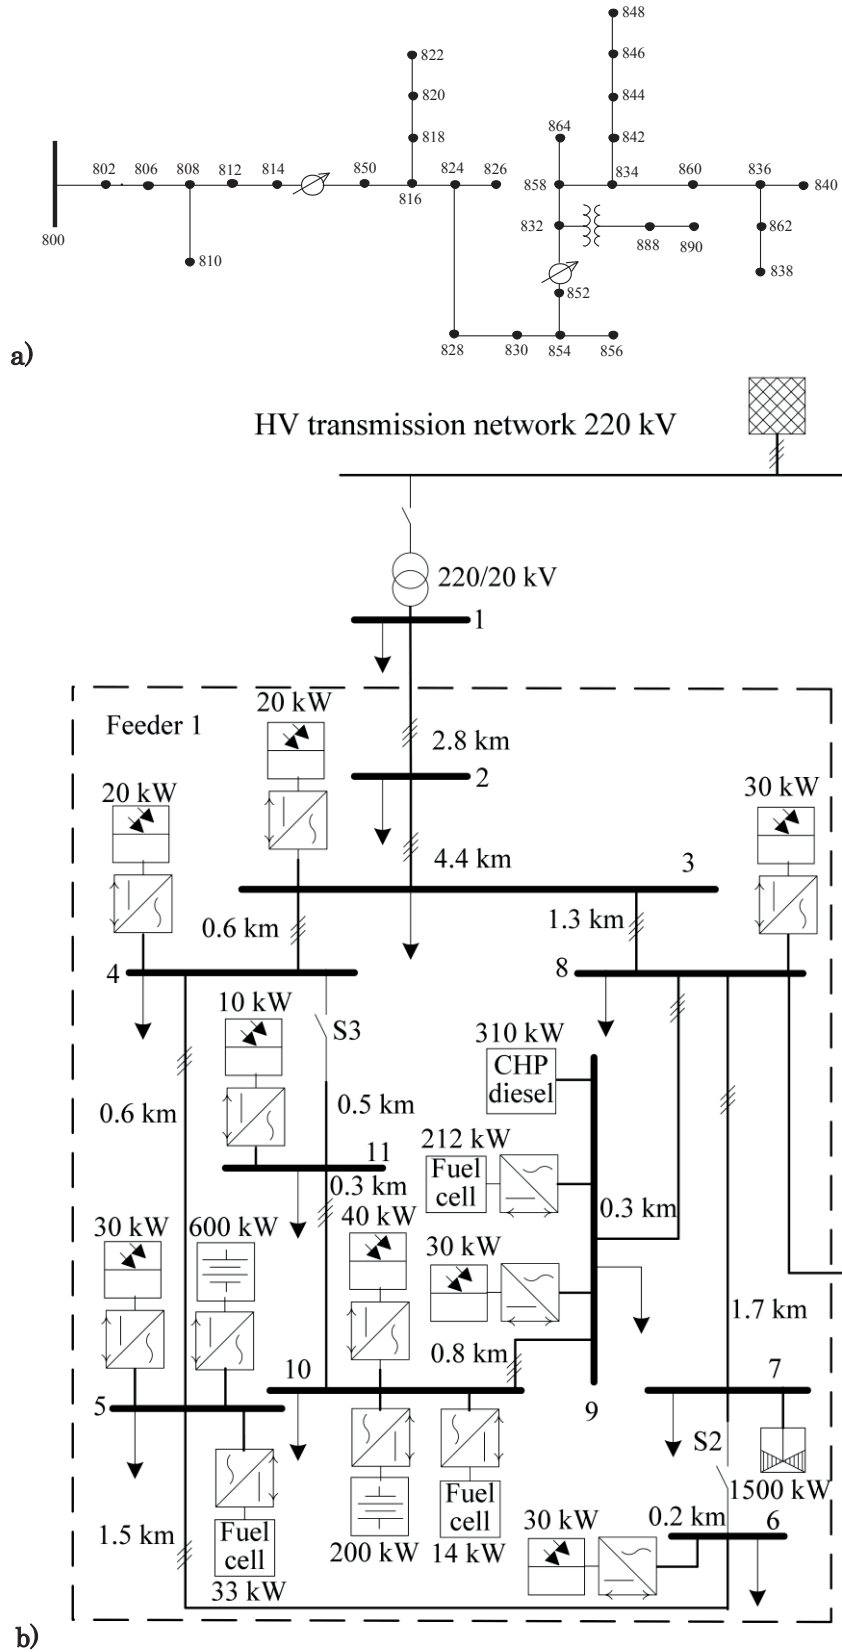 848
822
846
820
844
864
818
842
802 806 808 812 814 850 824 826 834 860 836
858 840
816
832 862
800 888 890
810
838
852
828 830 854 856
a)
HV transmission network 220 kV
220/20 kV
1
20 kW
Feeder 1
2.8 km
2
20 kW
30 kW
4.4 km
3
0.6 km
1.3 km
4
8
10 kW
S3
310 kW
CHP
diesel
0.6 km
0.5 km
212 kW
11
Fuel
cell
0.3 km
0.3 km
30 kW
600 kW
40 kW
30 kW
1.7 km
0.8 km
10
7
5
9
S2
1500 kW
0.2 km
6
1.5 km
Fuel
cell
33 kW
200 kW
Fuel
cell
14 kW
30 kW
b)